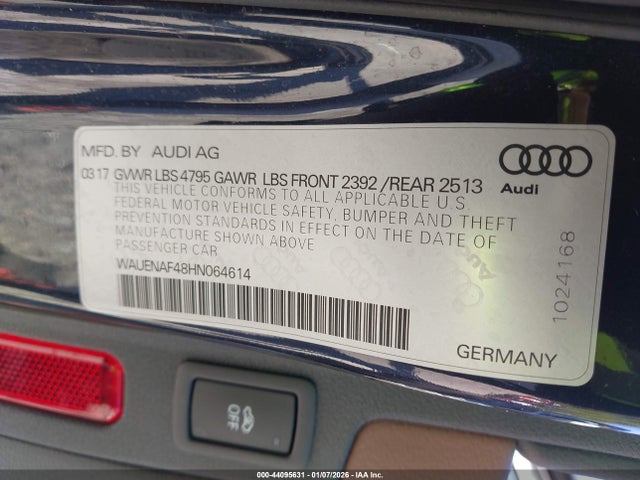 MFD. BY AUDI AG
0317 GVWR LBS 4795 GAWR LBS FRONT 2392 /REAR 2513
THIS VEHICLE CONFORMS TO ALL APPLICABLE U.S.
FEDERAL MOTOR VEHICLE SAFETY, BUMPER AND THEFT
PREVENTION STANDARDS IN EFFECT ON THE DATE OF
MANUFACTURE SHOWN ABOVE
PASSENGER CAR
WAUENAF48HN064614
Audi
1024168
GERMANY
OFF
000-44095631 - 01/07/2026 - IAA Inc.